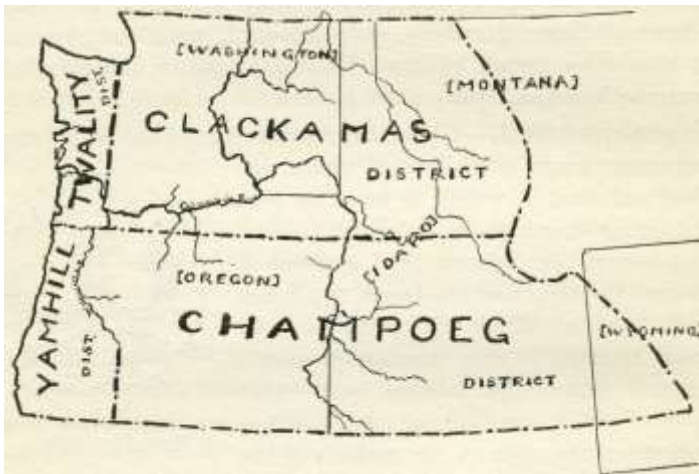 [WASHINGTON]
[MONTANA]
TWALITY
DIST.
CLACKAMAS
DISTRICT
[IDAHO]
[OREGON]
YAMHILL
DIST.
CHAMPOEG
DISTRICT
[WYOMING]